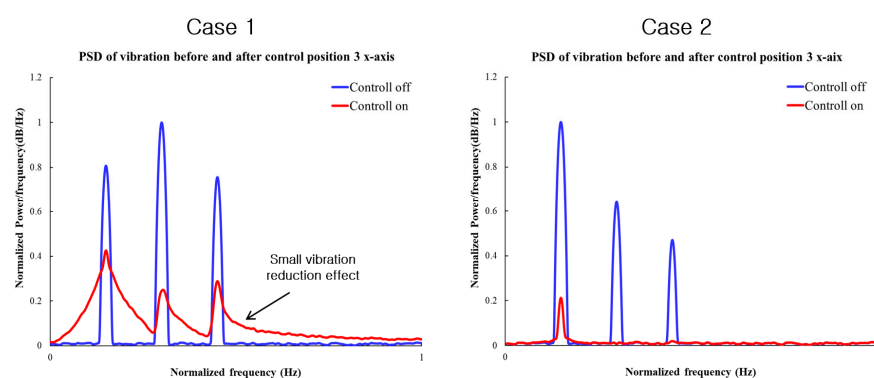 Case 1
PSD of vibration before and after control position 3 x-axis
1.2
1
0.8
0.6
0.4
0.2
0
0
1
Normalized Power/frequency(dB/Hz)
Normalized frequency (Hz)
Controll off
Controll on
Small vibration
reduction effect
Case 2
PSD of vibration before and after control position 3 x-aix
1.2
1
0.8
0.6
0.4
0.2
0
0
Normalized Power/frequency(dB/Hz)
Normalized frequency (Hz)
Controll off
Controll on